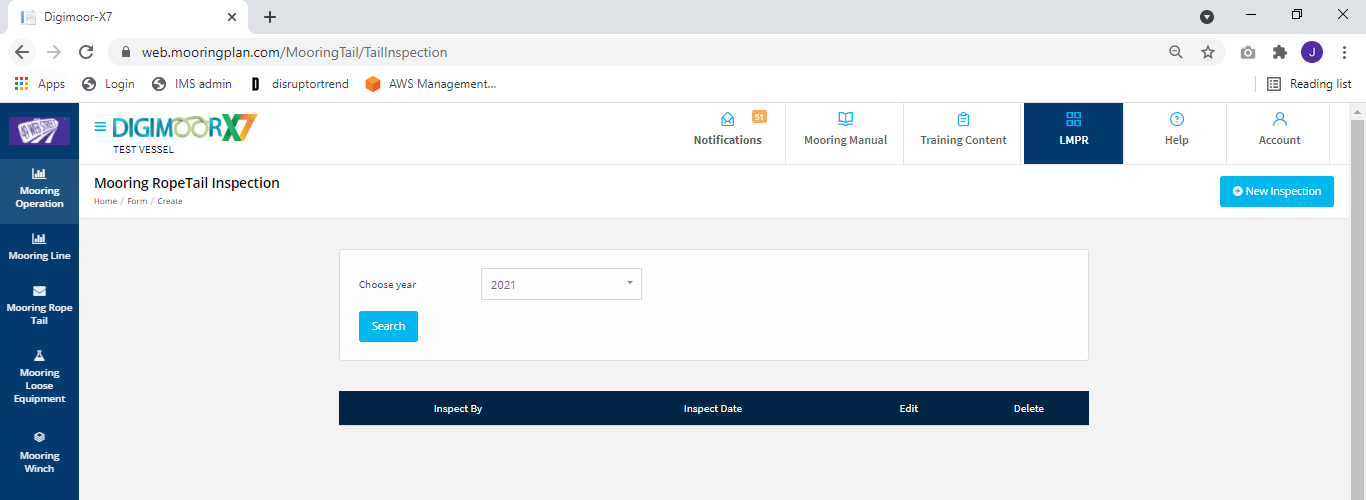 Digimoor-X7
web.mooringplan.com/MooringTail/TailInspection
J
Apps
Login
IMS admin
D
disruptortrend
AWS Management...
Reading list
49 WEB STREET
DIGIMOORX7
TEST VESSEL
51
Notifications
Mooring Manual
Training Content
LMPR
Help
Account
Mooring RopeTail Inspection
Home / Form / Create
New Inspection
Mooring
Operation
Mooring Line
Mooring Rope
Tail
Mooring
Loose
Equipment
Mooring
Winch
Choose year
2021
Search
Inspect By
Inspect Date
Edit
Delete